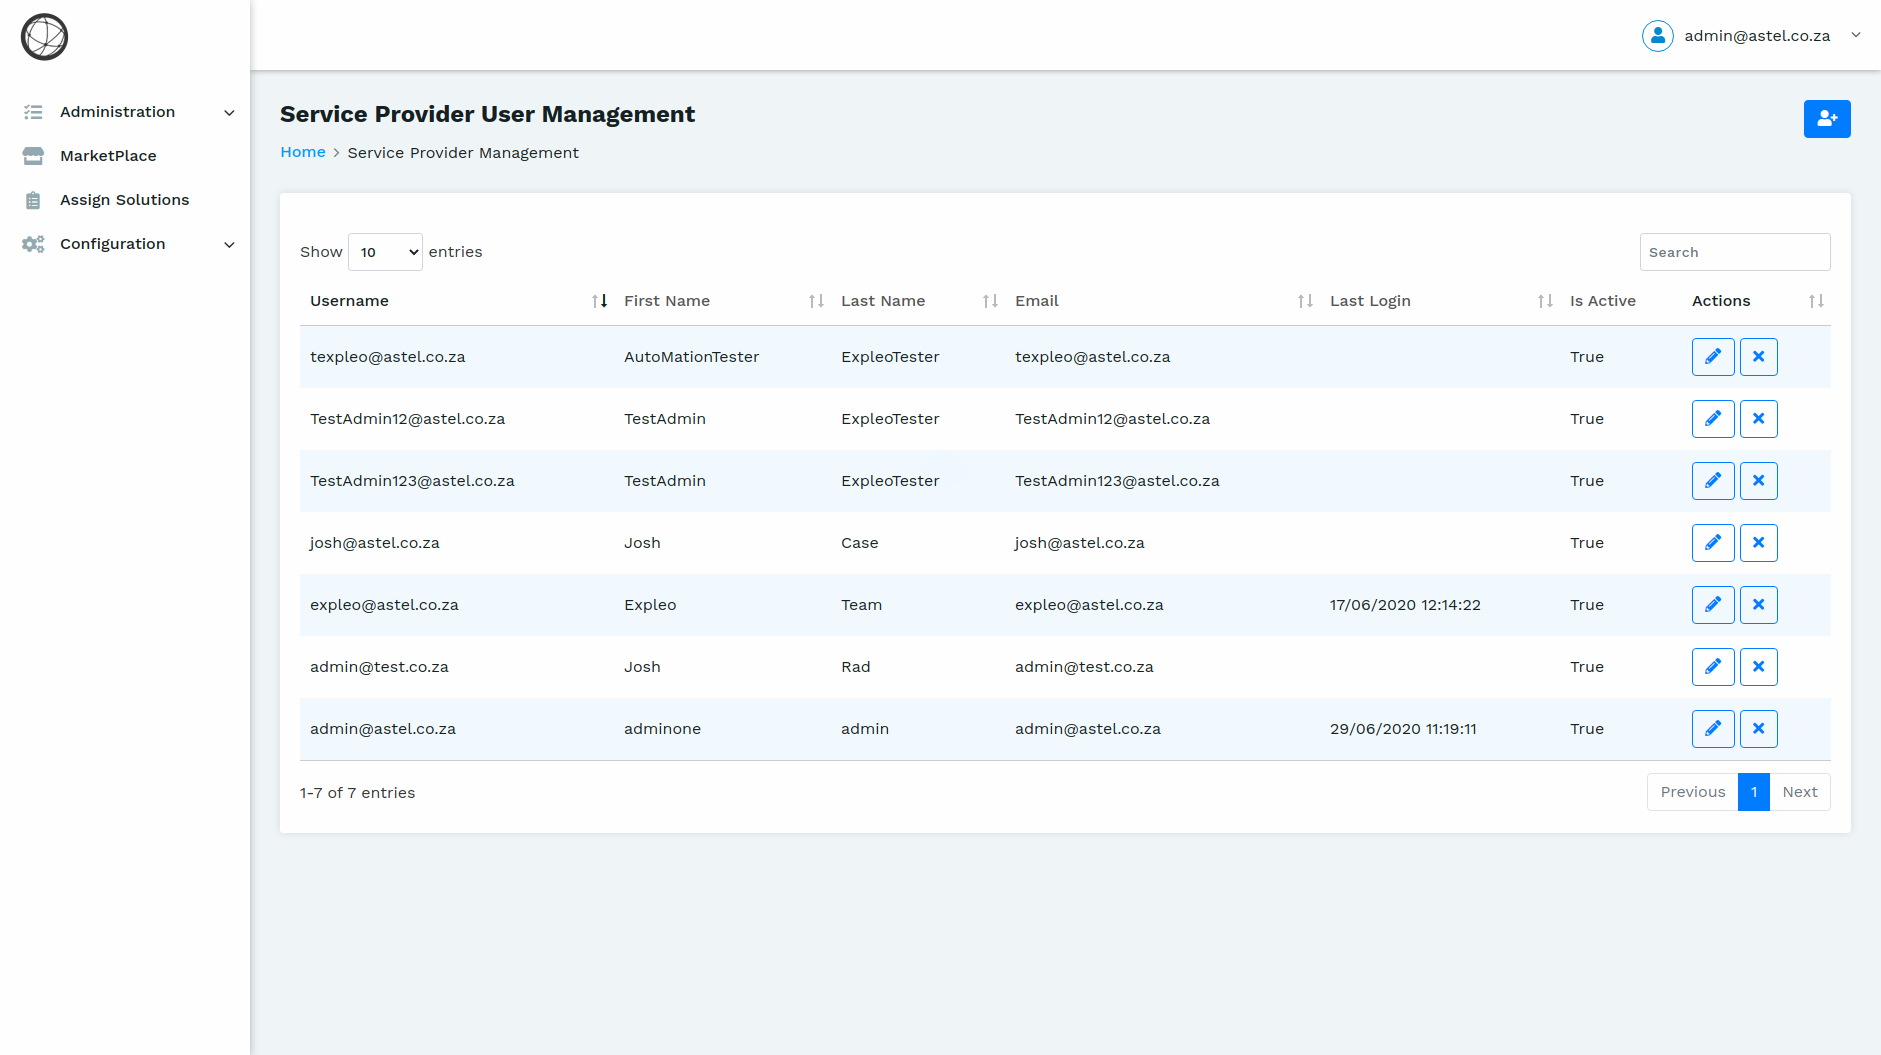 admin@astel.co.za
Administration
MarketPlace
Assign Solutions
Configuration
Service Provider User Management
Home > Service Provider Management
Show 10 entries
Search
Username First Name Last Name Email Last Login Is Active Actions
texpleo@astel.co.za AutoMationTester ExpleoTester texpleo@astel.co.za True
TestAdmin12@astel.co.za TestAdmin ExpleoTester TestAdmin12@astel.co.za True
TestAdmin123@astel.co.za TestAdmin ExpleoTester TestAdmin123@astel.co.za True
josh@astel.co.za Josh Case josh@astel.co.za True
expleo@astel.co.za Expleo Team expleo@astel.co.za 17/06/2020 12:14:22 True
admin@test.co.za Josh Rad admin@test.co.za True
admin@astel.co.za adminone admin admin@astel.co.za 29/06/2020 11:19:11 True
1-7 of 7 entries
Previous 1 Next